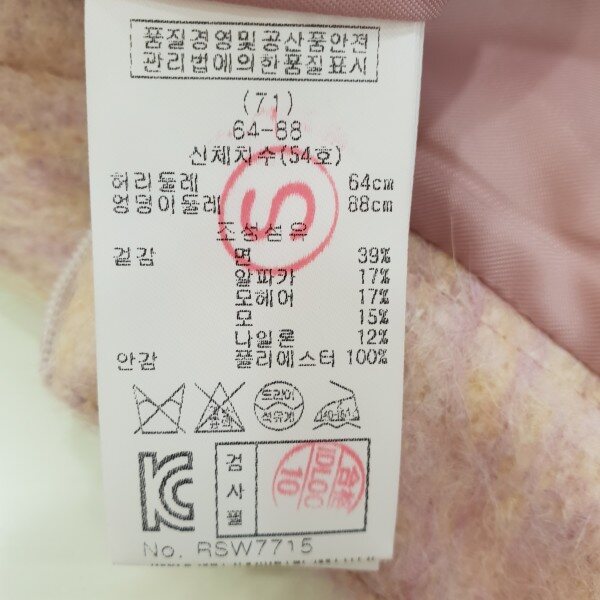 품질경영및공산품안전
관리법에의한품질표시
(71)
64-88
신체치수(54호)
허리둘레 64cm
엉덩이둘레 88cm
S
조성섬유
겉감 면 39%
알파카 17%
모헤어 17%
모 15%
나일론 12%
안감 폴리에스터 100%
드라이
석유계
검사필
10
No. RSW7715